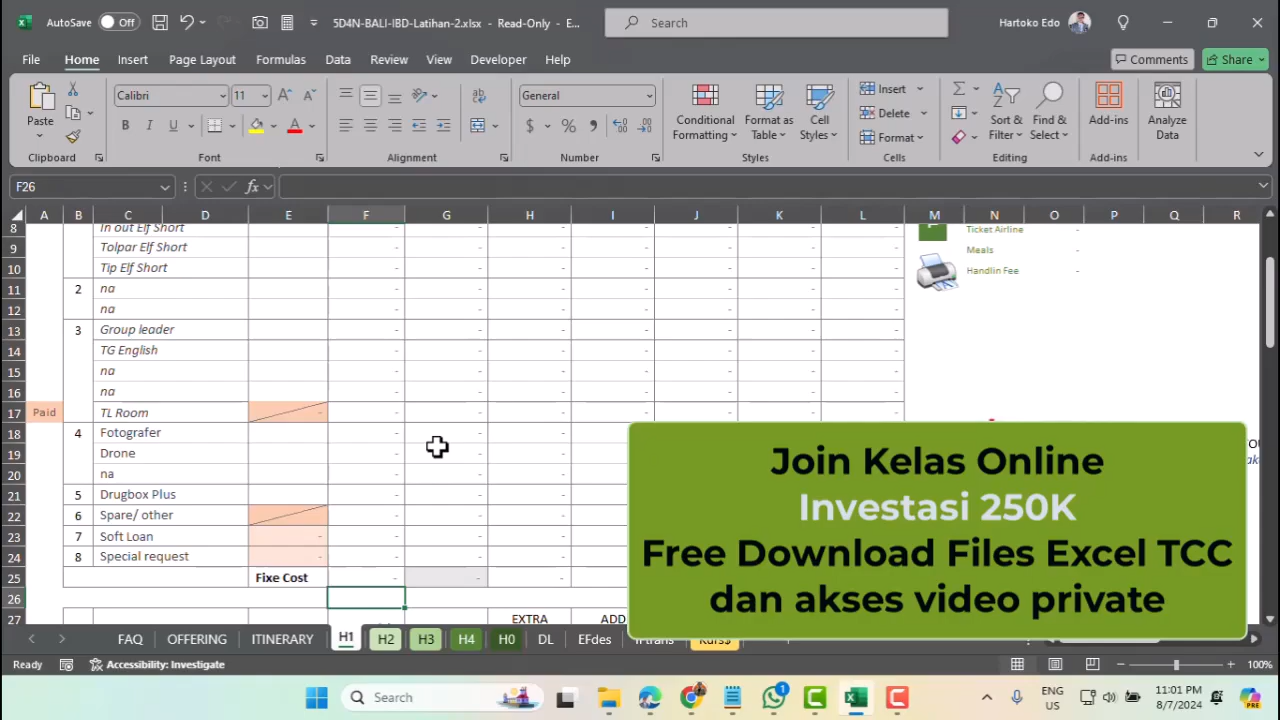 AutoSave Off 5D4N-BALI-IBD-Latihan-2.xlsx - Read-Only - E... Search Hartoko Edo
File Home Insert Page Layout Formulas Data Review View Developer Help Comments Share
Paste Calibri 11 General Conditional Formatting Format as Table Cell Styles Insert Delete Format Sort & Filter Find & Select Add-ins Analyze Data
Clipboard Font Alignment Number Styles Cells Editing Add-ins
F26 fx
A B C D E F G H I J K L M N O P Q R
8 In out Elf Short - - - - - - - Ticket Airline -
9 Tolpar Elf Short - - - - - - - Meals -
10 Tip Elf Short - - - - - - - Handlin Fee -
11 2 na - - - - - - -
12 na - - - - - - -
13 3 Group leader - - - - - - -
14 TG English - - - - - - -
15 na - - - - - - -
16 na - - - - - - -
17 Paid TL Room - - - - - - - -
18 4 Fotografer - - -
19 Drone - - -
20 na - - -
21 5 Drugbox Plus - - -
22 6 Spare/ other - - -
23 7 Soft Loan - - - -
24 8 Special request - - - -
25 Fixe Cost - - -
26
27 EXTRA ADD
Join Kelas Online
Investasi 250K
Free Download Files Excel TCC
dan akses video private
FAQ OFFERING ITINERARY H1 H2 H3 H4 H0 DL EFdes
Ready Accessibility: Investigate 100%
Search 1 ENG US 11:01 PM 8/7/2024 PRE